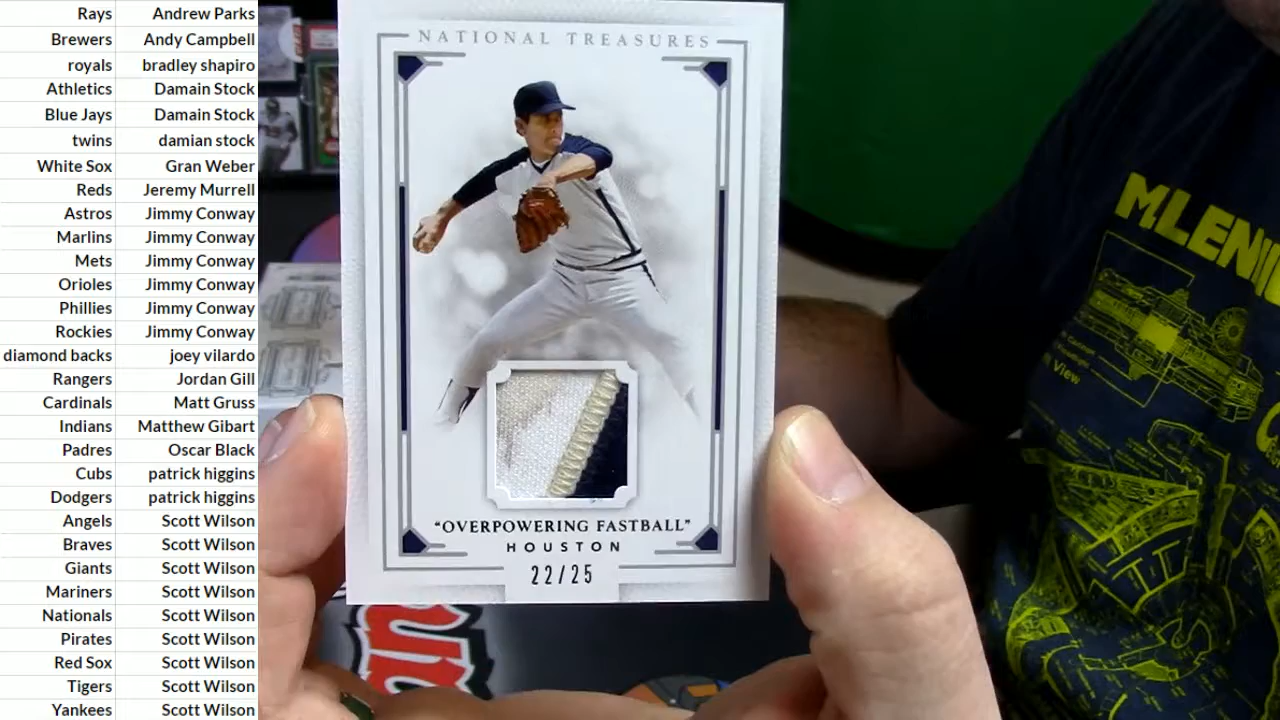 Rays Andrew Parks
Brewers Andy Campbell
royals bradley shapiro
Athletics Damain Stock
Blue Jays Damain Stock
twins damian stock
White Sox Gran Weber
Reds Jeremy Murrell
Astros Jimmy Conway
Marlins Jimmy Conway
Mets Jimmy Conway
Orioles Jimmy Conway
Phillies Jimmy Conway
Rockies Jimmy Conway
diamond backs joey vilardo
Rangers Jordan Gill
Cardinals Matt Gruss
Indians Matthew Gibart
Padres Oscar Black
Cubs patrick higgins
Dodgers patrick higgins
Angels Scott Wilson
Braves Scott Wilson
Giants Scott Wilson
Mariners Scott Wilson
Nationals Scott Wilson
Pirates Scott Wilson
Red Sox Scott Wilson
Tigers Scott Wilson
Yankees Scott Wilson
NATIONAL TREASURES
"OVERPOWERING FASTBALL"
HOUSTON
22/25
MLENI
View